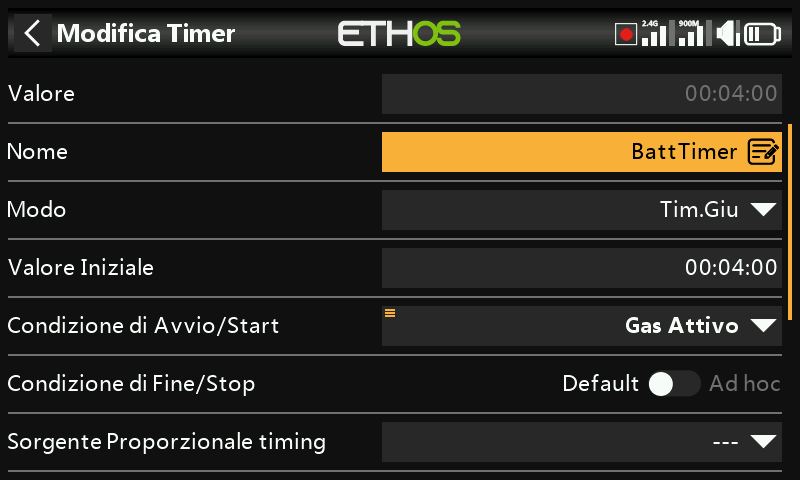 Modifica Timer
ETHOS
2.4G
900M
Valore
00:04:00
Nome
BattTimer
Modo
Tim.Giu
Valore Iniziale
00:04:00
Condizione di Avvio/Start
Gas Attivo
Condizione di Fine/Stop
Default
Ad hoc
Sorgente Proporzionale timing
---